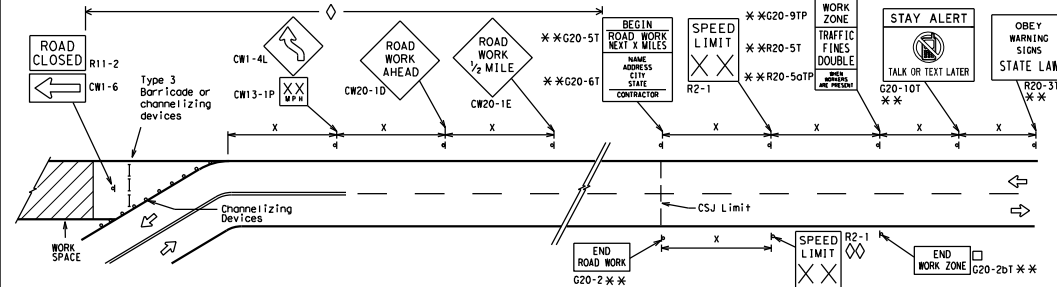 ROAD
CLOSED
R11-2
CW1-6
Type 3
Barricade or
channelizing
devices
CW1-4L
XX
MPH
CW13-1P
ROAD
WORK
AHEAD
CW20-1D
ROAD
WORK
1/2 MILE
CW20-1E
**G20-5T
**G20-6T
BEGIN
ROAD WORK
NEXT X MILES
NAME
ADDRESS
CITY
STATE
CONTRACTOR
SPEED
LIMIT
XX
R2-1
**G20-9TP
**R20-5T
**R20-5aTP
WORK
ZONE
TRAFFIC
FINES
DOUBLE
WHEN
WORKERS
ARE PRESENT
STAY ALERT
TALK OR TEXT LATER
G20-10T
**
OBEY
WARNING
SIGNS
STATE LAW
R20-3T
**
X X X X X X X
Channelizing
Devices
WORK
SPACE
CSJ Limit
END
ROAD WORK
G20-2**
X
SPEED
LIMIT
XX
R2-1
END
WORK ZONE
G20-2bT**